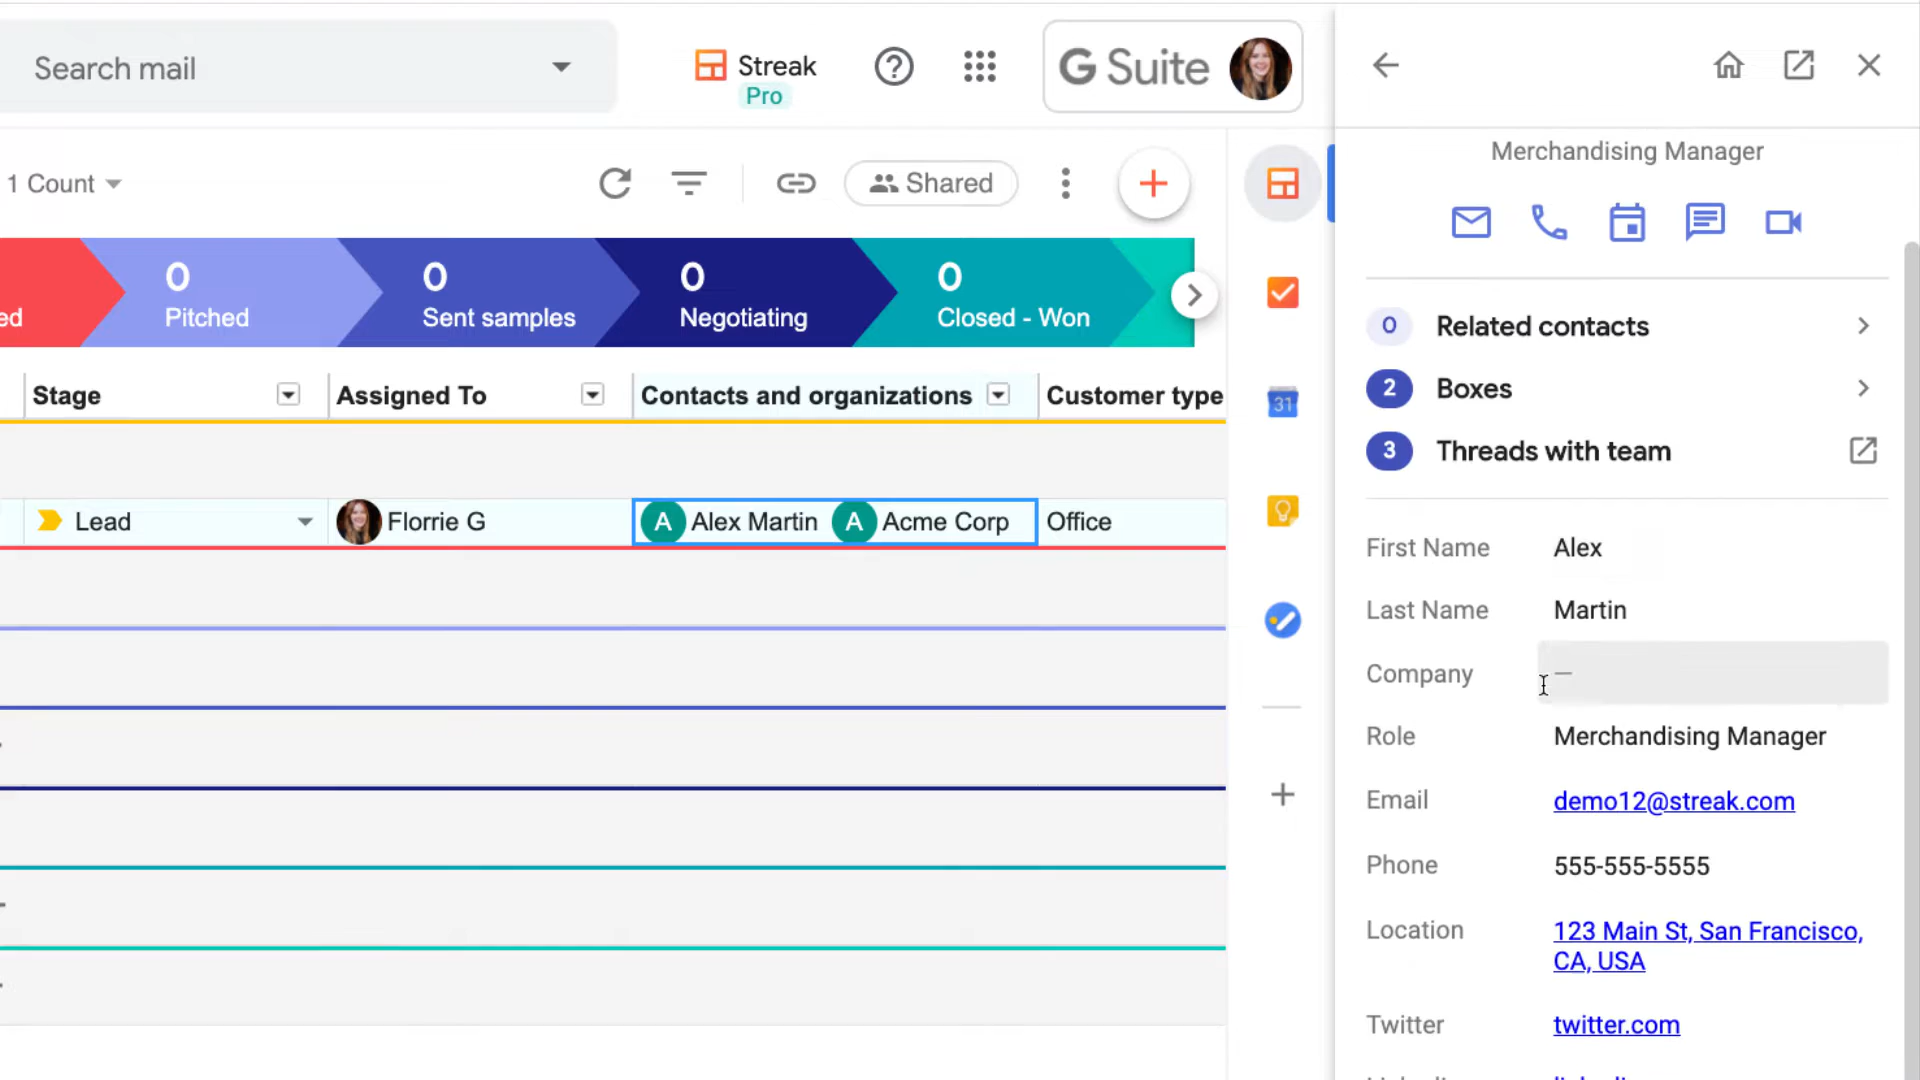 Search mail
Streak
Pro
G Suite
1 Count
Shared
0
Pitched
0
Sent samples
0
Negotiating
0
Closed - Won
Stage
Assigned To
Contacts and organizations
Customer type
Lead
Florrie G
A Alex Martin
A Acme Corp
Office
31
Merchandising Manager
0 Related contacts
2 Boxes
3 Threads with team
First Name Alex
Last Name Martin
Company —
Role Merchandising Manager
Email demo12@streak.com
Phone 555-555-5555
Location 123 Main St, San Francisco,
CA, USA
Twitter twitter.com